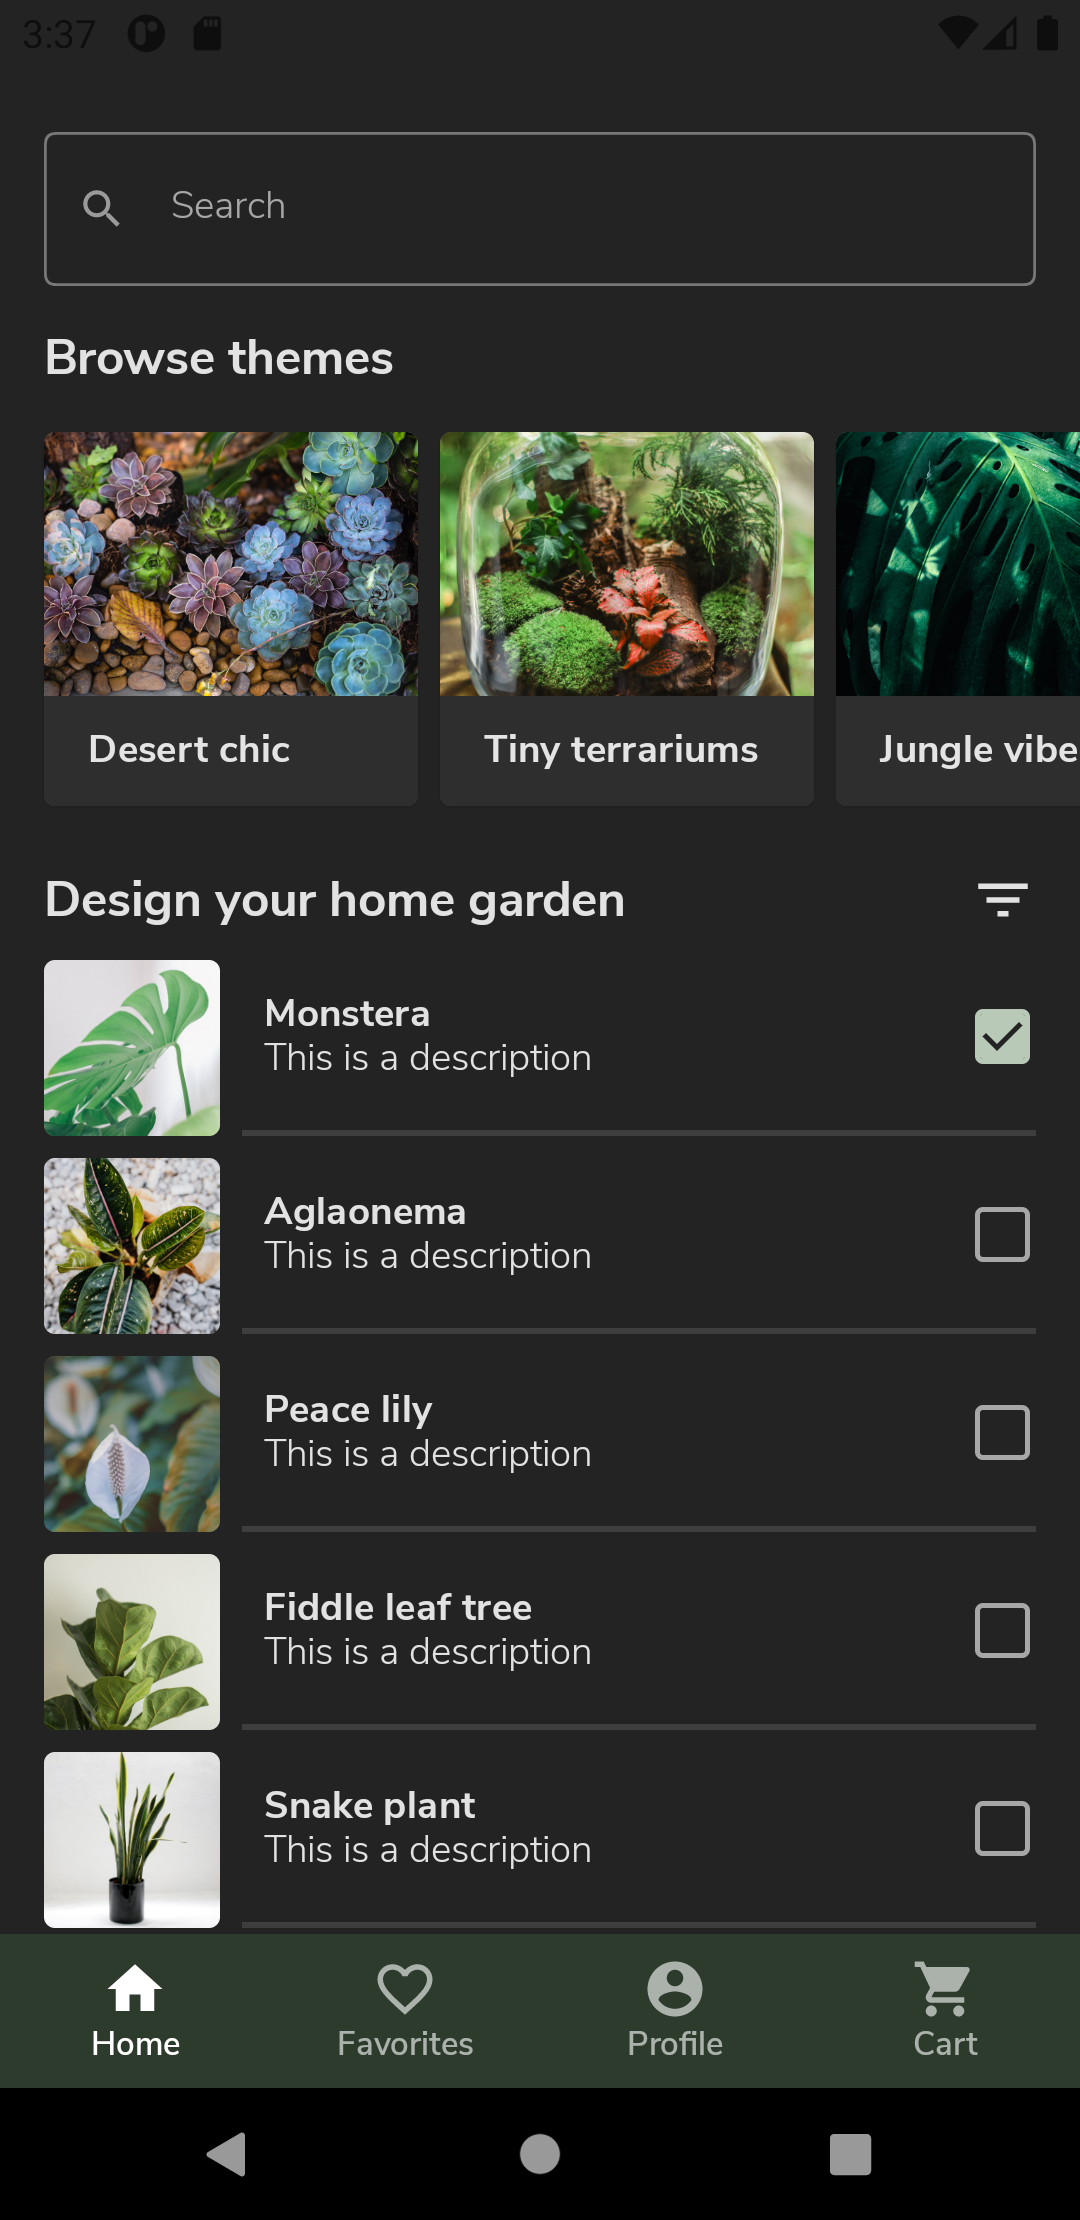 3:37
Search
Browse themes
Desert chic
Tiny terrariums
Jungle vibe
Design your home garden
Monstera
This is a description
Aglaonema
This is a description
Peace lily
This is a description
Fiddle leaf tree
This is a description
Snake plant
This is a description
Home
Favorites
Profile
Cart